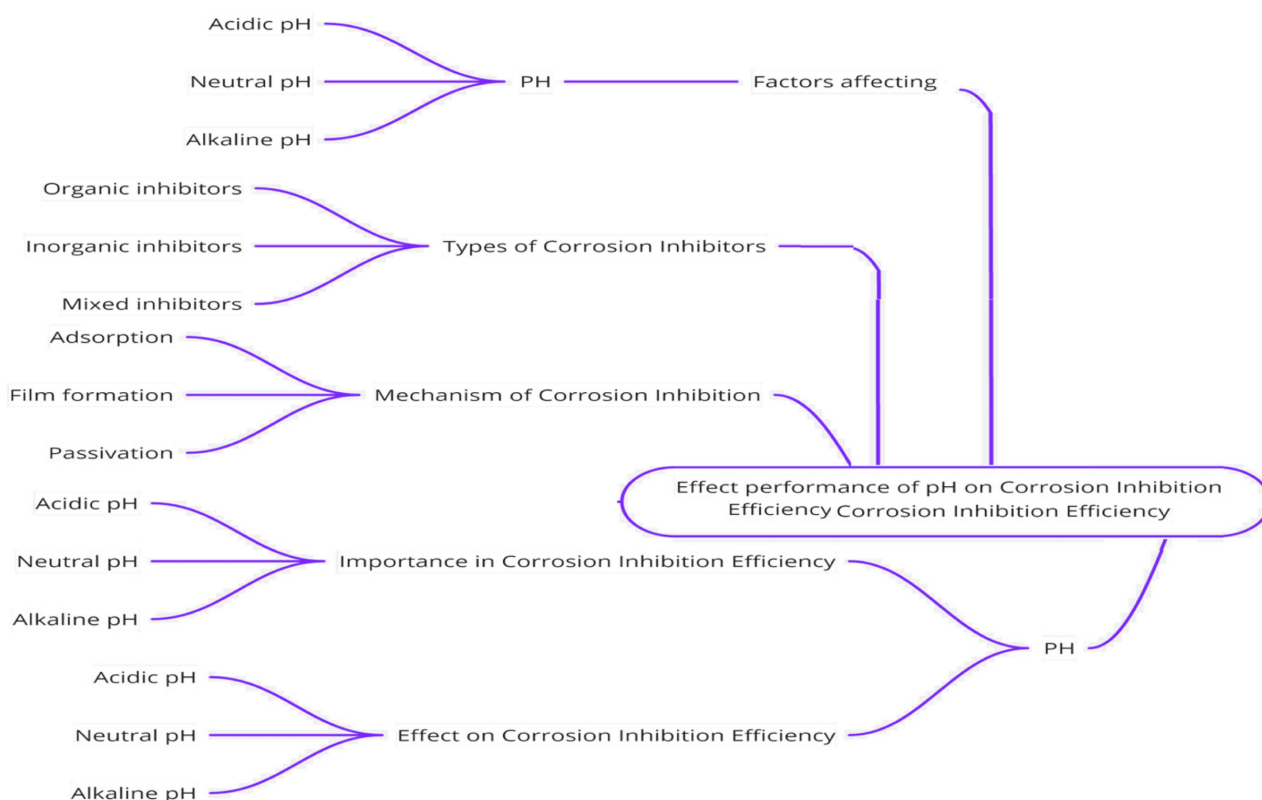 Acidic pH
Neutral pH
PH
Factors affecting
Alkaline pH
Organic inhibitors
Inorganic inhibitors
Types of Corrosion Inhibitors
Mixed inhibitors
Adsorption
Film formation
Mechanism of Corrosion Inhibition
Passivation
Effect performance of pH on Corrosion Inhibition
Efficiency Corrosion Inhibition Efficiency
Acidic pH
Neutral pH
Importance in Corrosion Inhibition Efficiency
Alkaline pH
PH
Acidic pH
Neutral pH
Effect on Corrosion Inhibition Efficiency
Alkaline pH